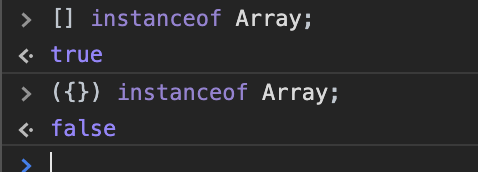 > [] instanceof Array;
<· true
> ({}) instanceof Array;
<· false
>